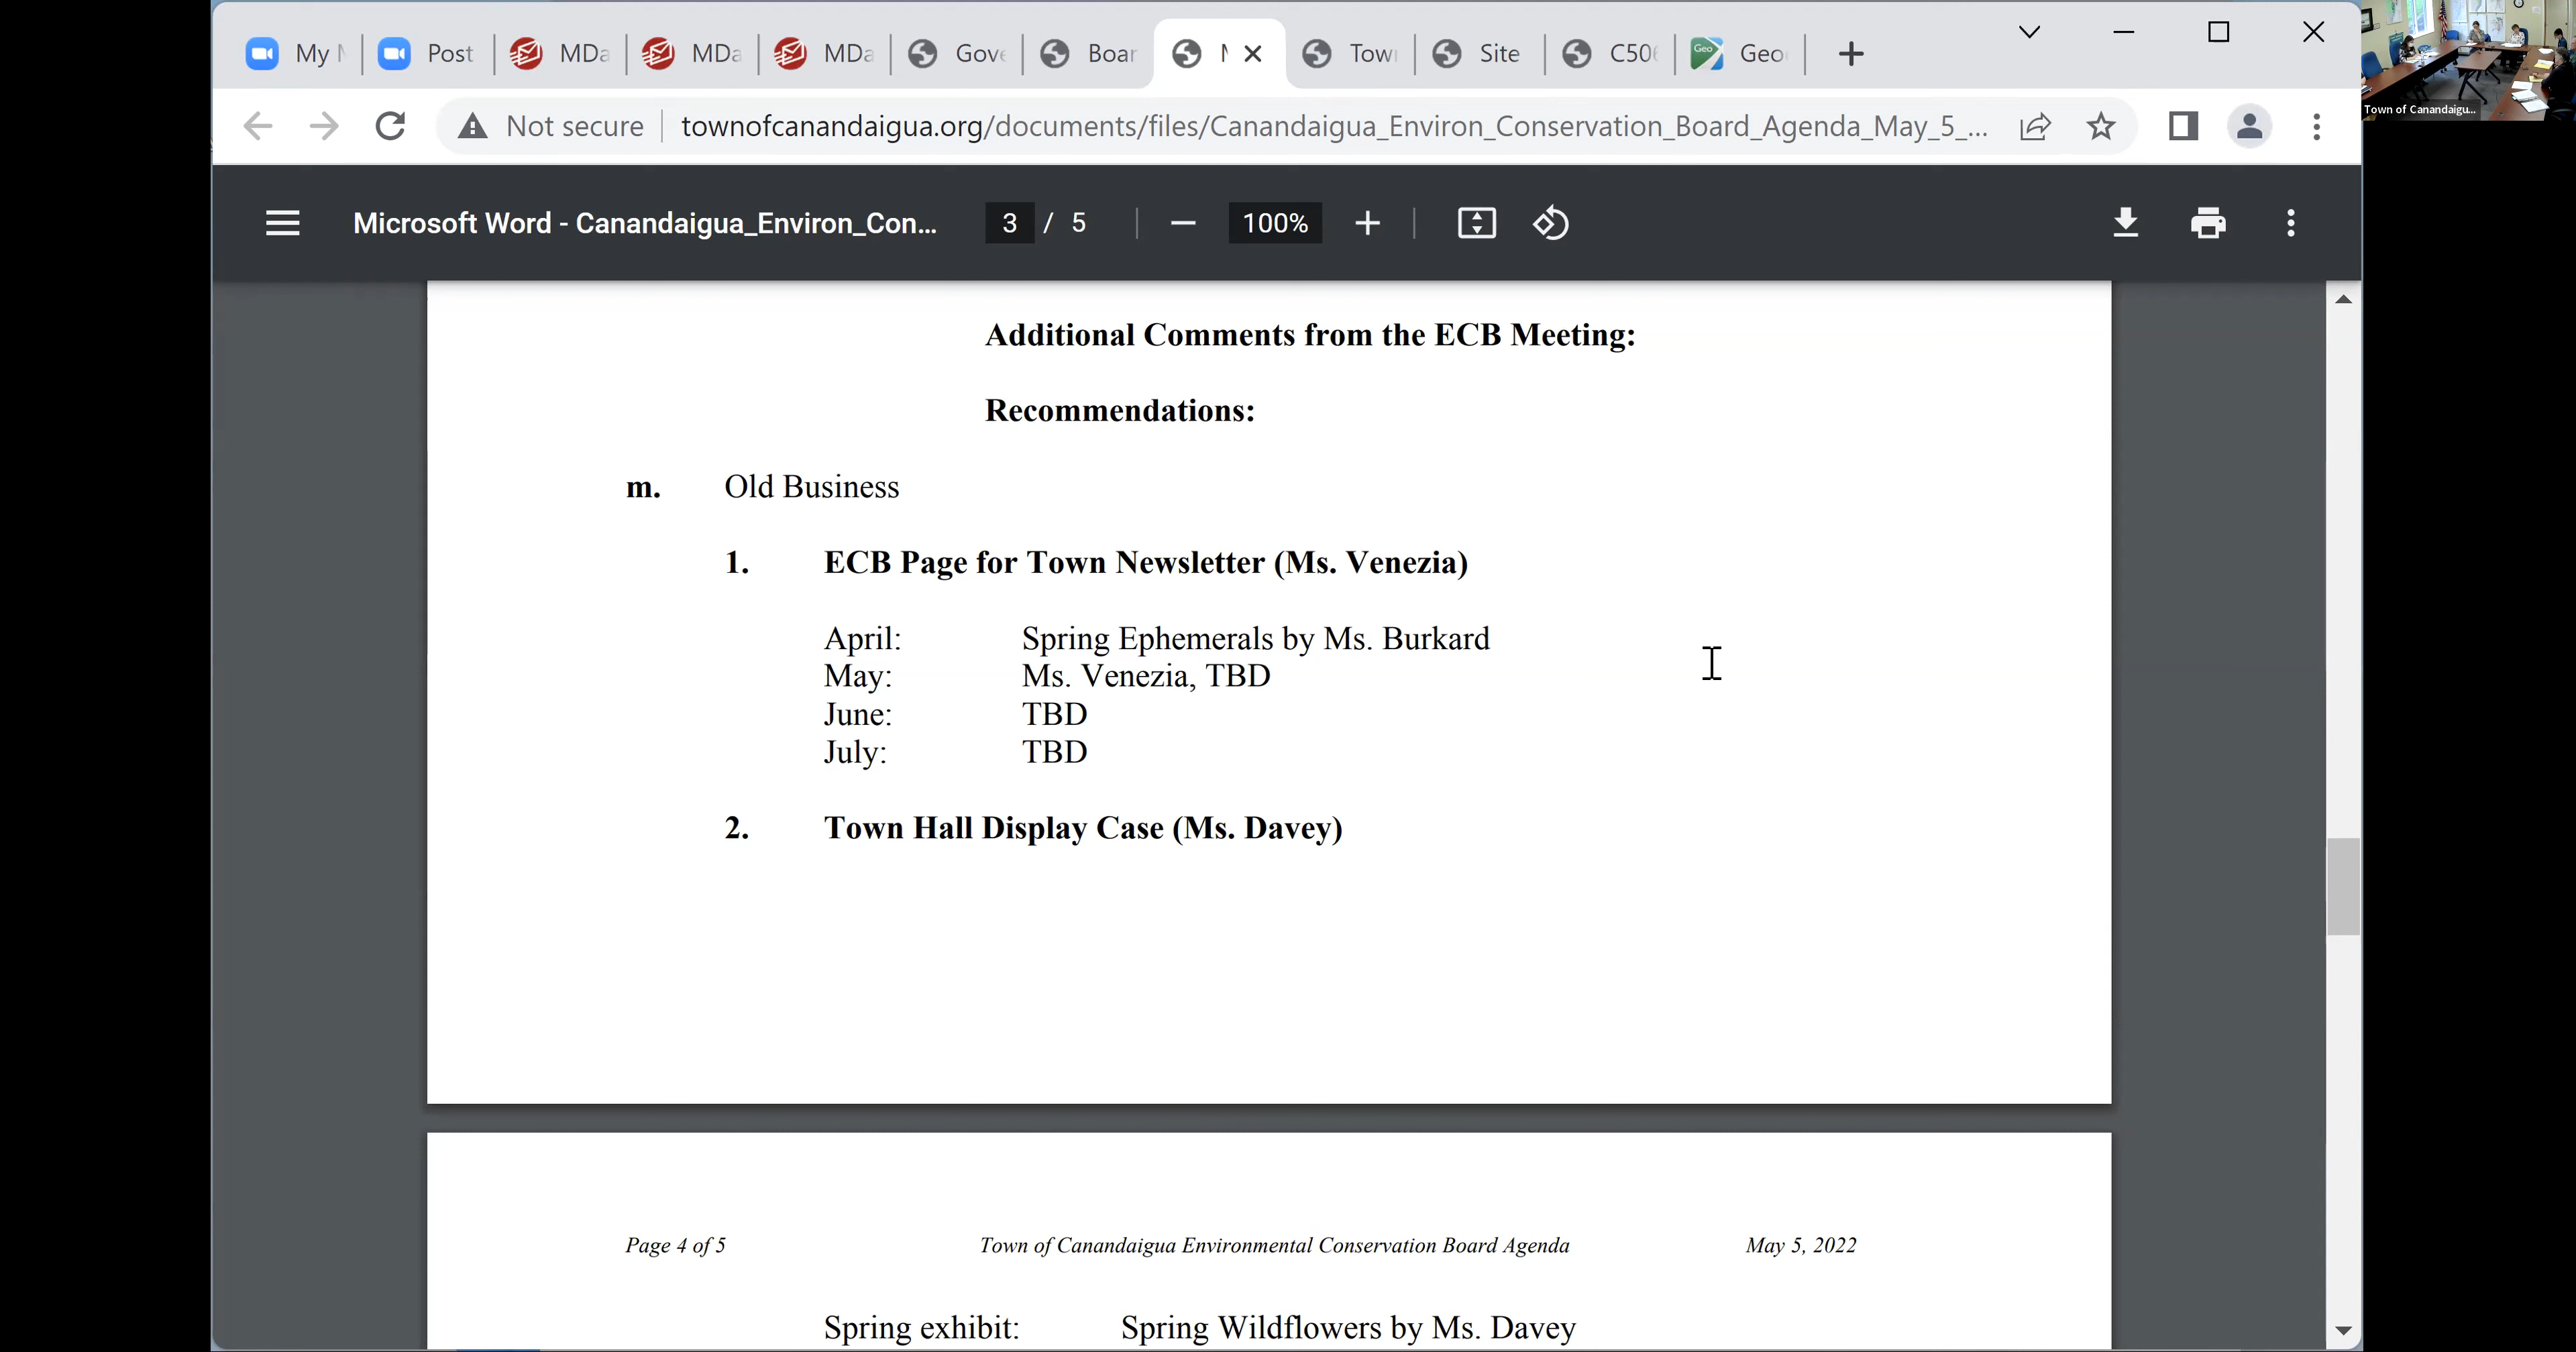 My
Post
MDa
MDa
MDa
Gove
Boar
Tow
Site
C506
Geo
Not secure
townofcanandaigua.org/documents/files/Canandaigua_Environ_Conservation_Board_Agenda_May_5_...
Town of Canandaigu...
Microsoft Word - Canandaigua_Environ_Con...
3 / 5
100%
Additional Comments from the ECB Meeting:
Recommendations:
m. Old Business
1. ECB Page for Town Newsletter (Ms. Venezia)
April: Spring Ephemerals by Ms. Burkard
May: Ms. Venezia, TBD
June: TBD
July: TBD
2. Town Hall Display Case (Ms. Davey)
Page 4 of 5 Town of Canandaigua Environmental Conservation Board Agenda May 5, 2022
Spring exhibit: Spring Wildflowers by Ms. Davey